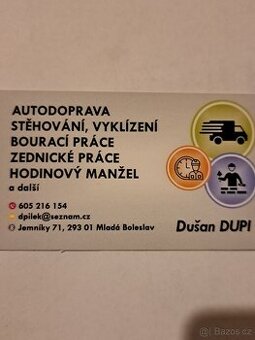 AUTODOPRAVA
STĚHOVÁNÍ, VYKLÍZENÍ
BOURACÍ PRÁCE
ZEDNICKÉ PRÁCE
HODINOVÝ MANŽEL
a další
605 216 154
dpilek@seznam.cz
Jemníky 71, 293 01 Mladá Boleslav
Dušan DUPI
Bazos.cz